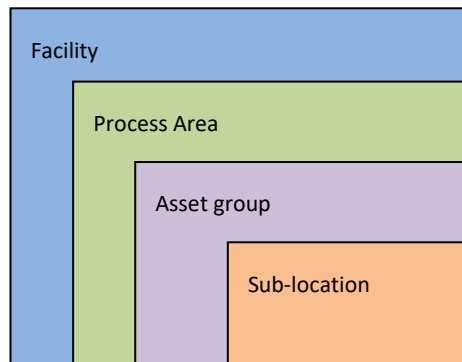 Facility
Process Area
Asset group
Sub-location